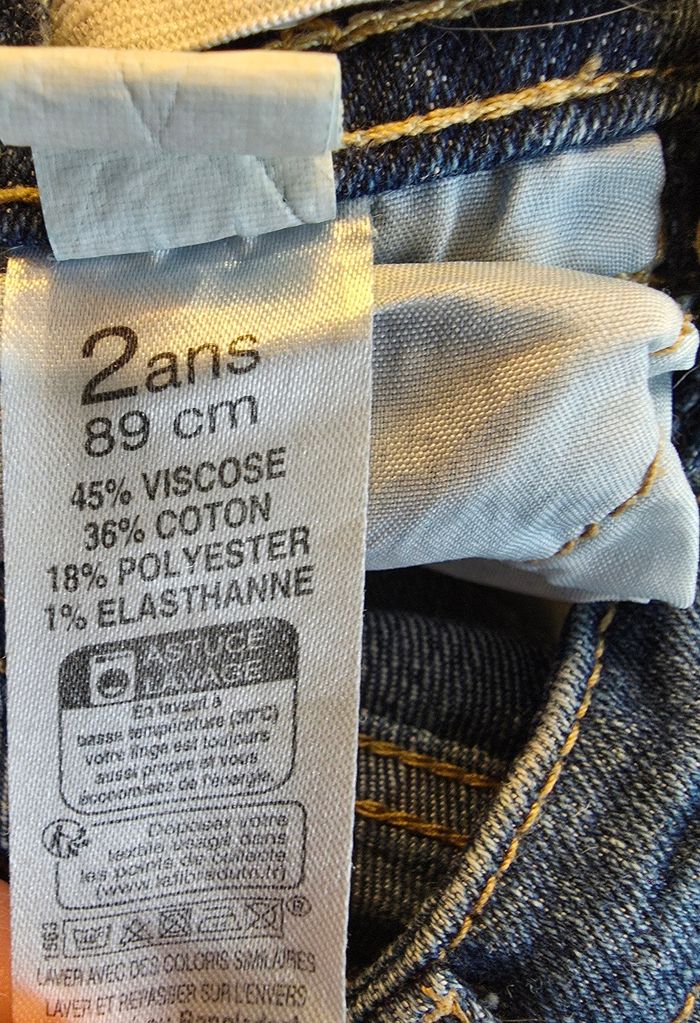 2 ans
89 cm
45% VISCOSE
36% COTON
18% POLYESTER
1% ELASTHANNE
ASTUCE
LAVAGE
En lavant à
basse température (30°C)
votre linge est toujours
aussi propre et vous
économisez de l'énergie.
Déposez votre
textile usagé dans
les points de collecte
(www.lafibredutri.fr)
®
LAVER AVEC DES COLORIS SIMILAIRES
LAVER ET REPASSER SUR L'ENVERS